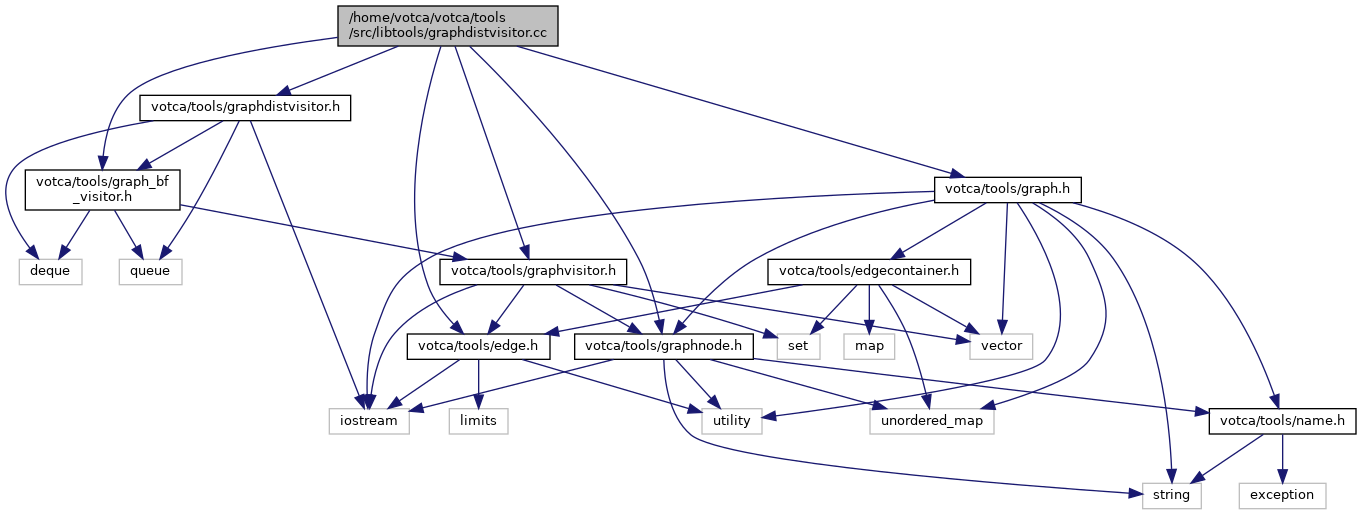 /home/votca/votca/tools
/src/libtools/graphdistvisitor.cc
votca/tools/graphdistvisitor.h
votca/tools/graph_bf
_visitor.h
votca/tools/graph.h
deque
queue
votca/tools/graphvisitor.h
votca/tools/edgecontainer.h
votca/tools/edge.h
votca/tools/graphnode.h
set
map
vector
iostream
limits
utility
unordered_map
votca/tools/name.h
string
exception